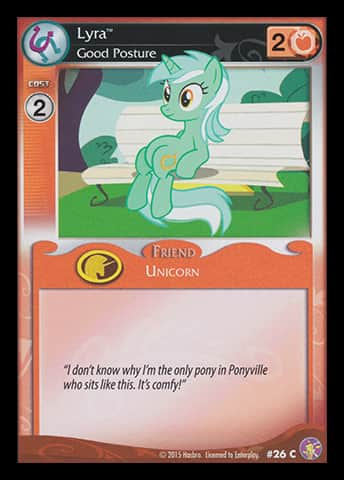 Lyra™
Good Posture
2
COST
2
FRIEND
UNICORN
"I don't know why I'm the only pony in Ponyville
who sits like this. It's comfy!"
© 2015 Hasbro. Licensed to Enterplay. #26 C